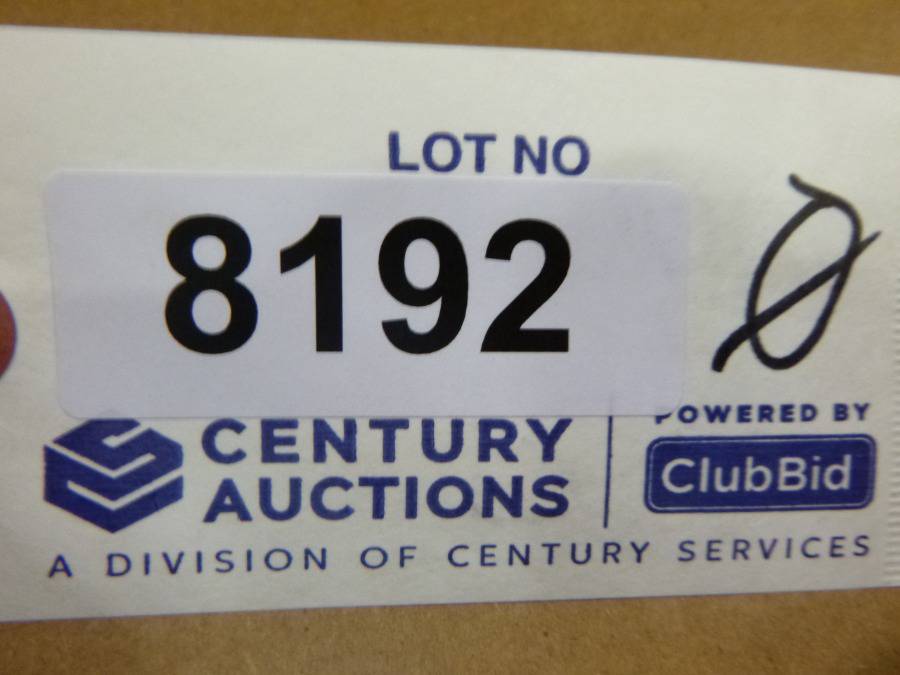 LOT NO
8192
Ø
CENTURY
AUCTIONS
POWERED BY
ClubBid
A DIVISION OF CENTURY SERVICES